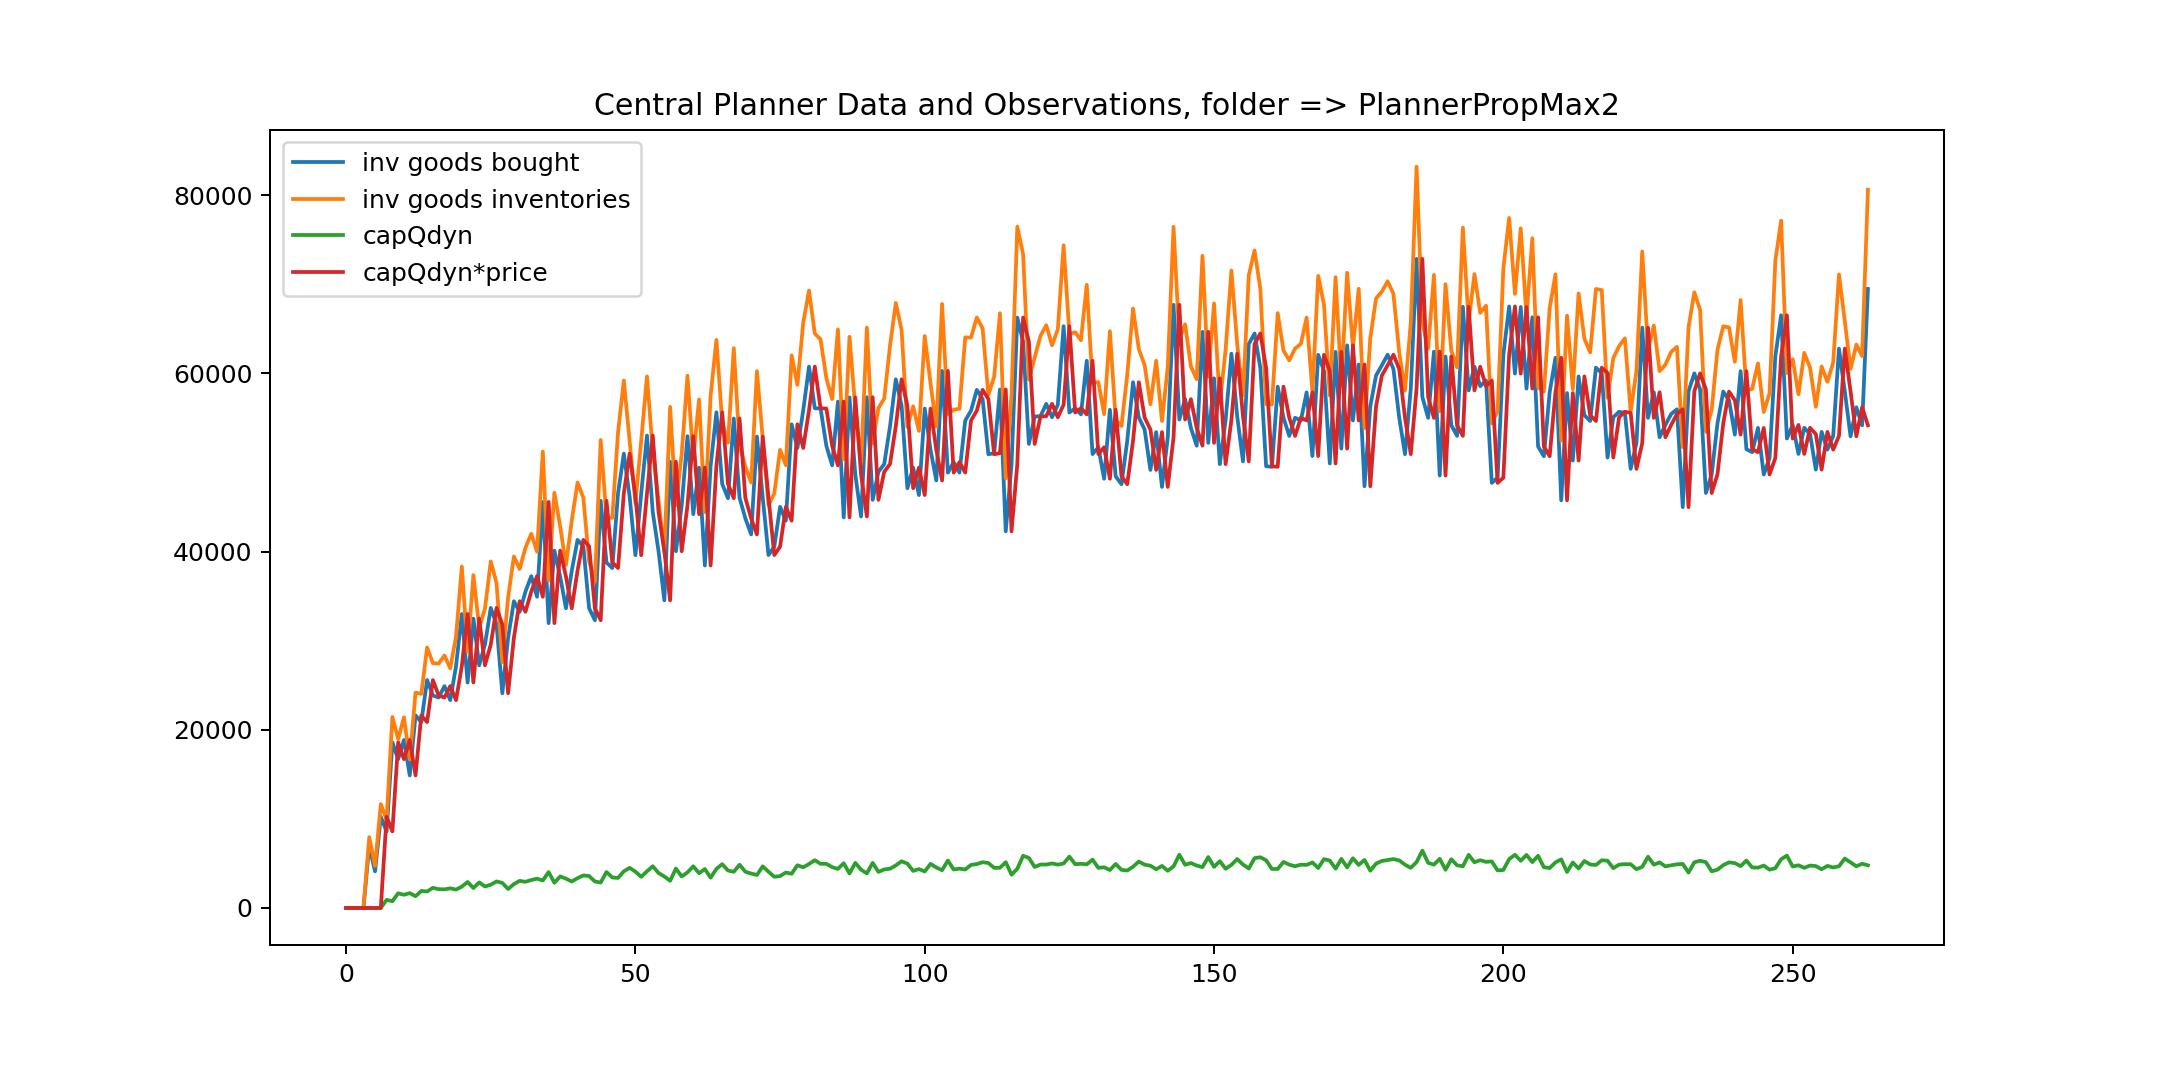 Central Planner Data and Observations, folder => PlannerPropMax2
inv goods bought
inv goods inventories
capQdyn
capQdyn*price
80000
60000
40000
20000
0
0 50 100 150 200 250